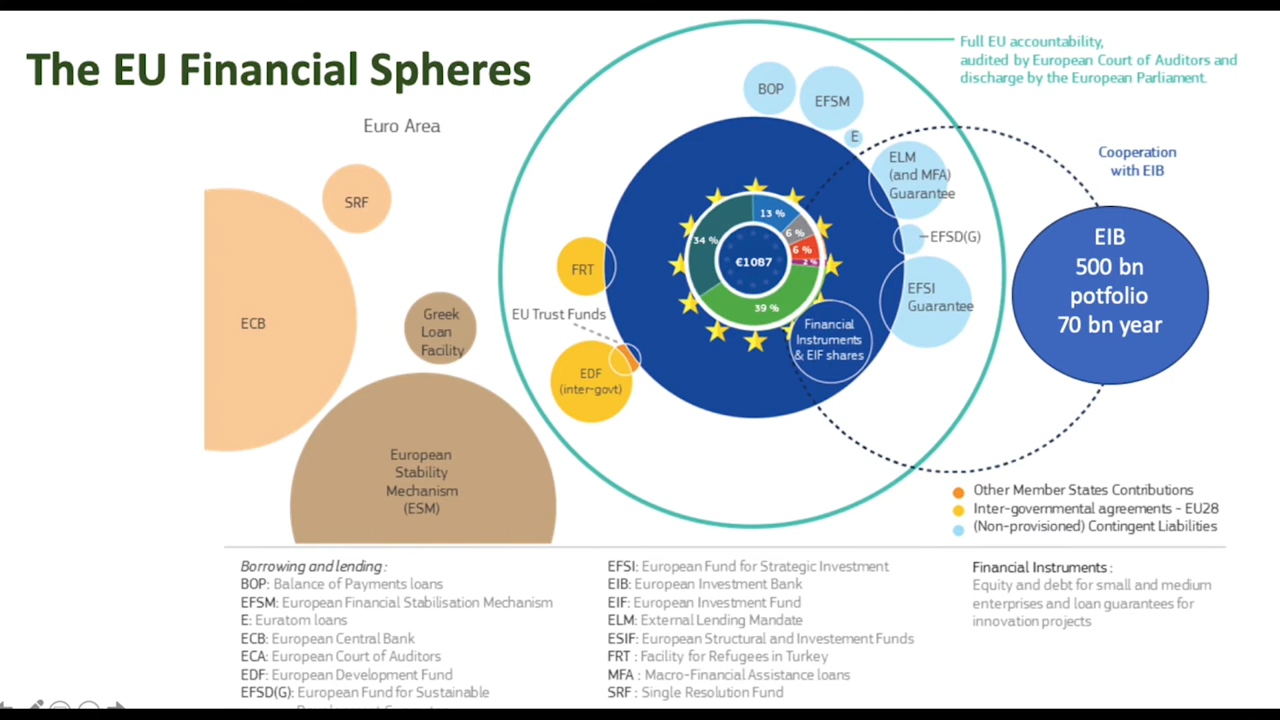 The EU Financial Spheres
Full EU accountability,
audited by European Court of Auditors and
discharge by the European Parliament.
Euro Area
BOP
EFSM
E
ELM
(and MFA)
Guarantee
Cooperation
with EIB
SRF
13 %
6 %
6 %
2 %
34 %
39 %
€1087
EFSD(G)
EIB
500 bn
potfolio
70 bn year
FRT
EFSI
Guarantee
EU Trust Funds
ECB
Greek
Loan
Facility
Financial
Instruments
& EIF shares
EDF
(inter-govt)
European
Stability
Mechanism
(ESM)
Other Member States Contributions
Inter-governmental agreements - EU28
(Non-provisioned) Contingent Liabilities
Borrowing and lending :
BOP: Balance of Payments loans
EFSM: European Financial Stabilisation Mechanism
E: Euratom loans
ECB: European Central Bank
ECA: European Court of Auditors
EDF: European Development Fund
EFSD(G): European Fund for Sustainable
EFSI: European Fund for Strategic Investment
EIB: European Investment Bank
EIF: European Investment Fund
ELM: External Lending Mandate
ESIF: European Structural and Investement Funds
FRT : Facility for Refugees in Turkey
MFA : Macro-Financial Assistance loans
SRF : Single Resolution Fund
Financial Instruments :
Equity and debt for small and medium
enterprises and loan guarantees for
innovation projects